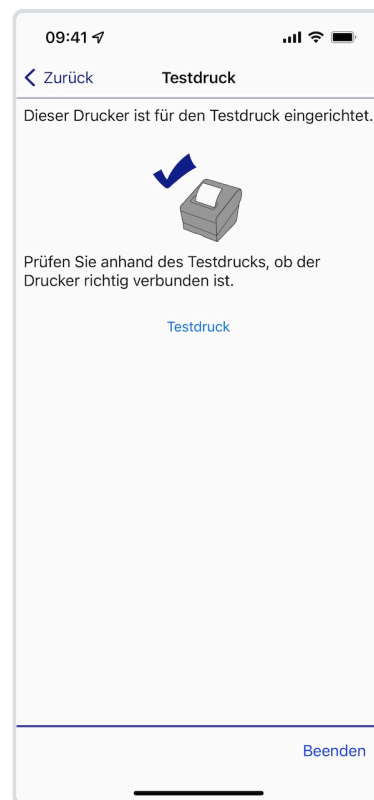 09:41
Zurück
Testdruck
Dieser Drucker ist für den Testdruck eingerichtet.
Prüfen Sie anhand des Testdrucks, ob der
Drucker richtig verbunden ist.
Testdruck
Beenden